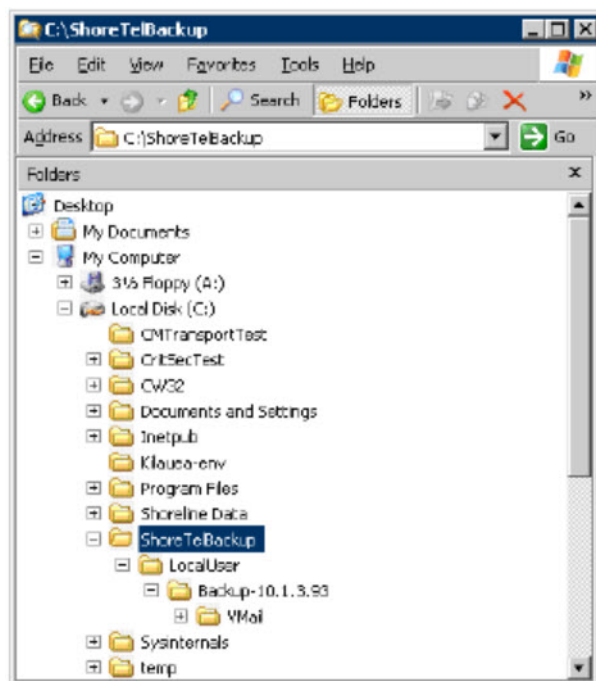 C:\ShoreTelBackup
File Edit View Favorites Tools Help
Back Search Folders »
Address C:\ShoreTelBackup Go
Folders x
Desktop
My Documents
My Computer
3½ Floppy (A:)
Local Disk (C:)
CMTransportTest
CritSecTest
CW32
Documents and Settings
Inetpub
Kilauea-env
Program Files
Shoreline Data
ShoreTelBackup
LocalUser
Backup-10.1.3.93
VMail
Sysinternals
temp